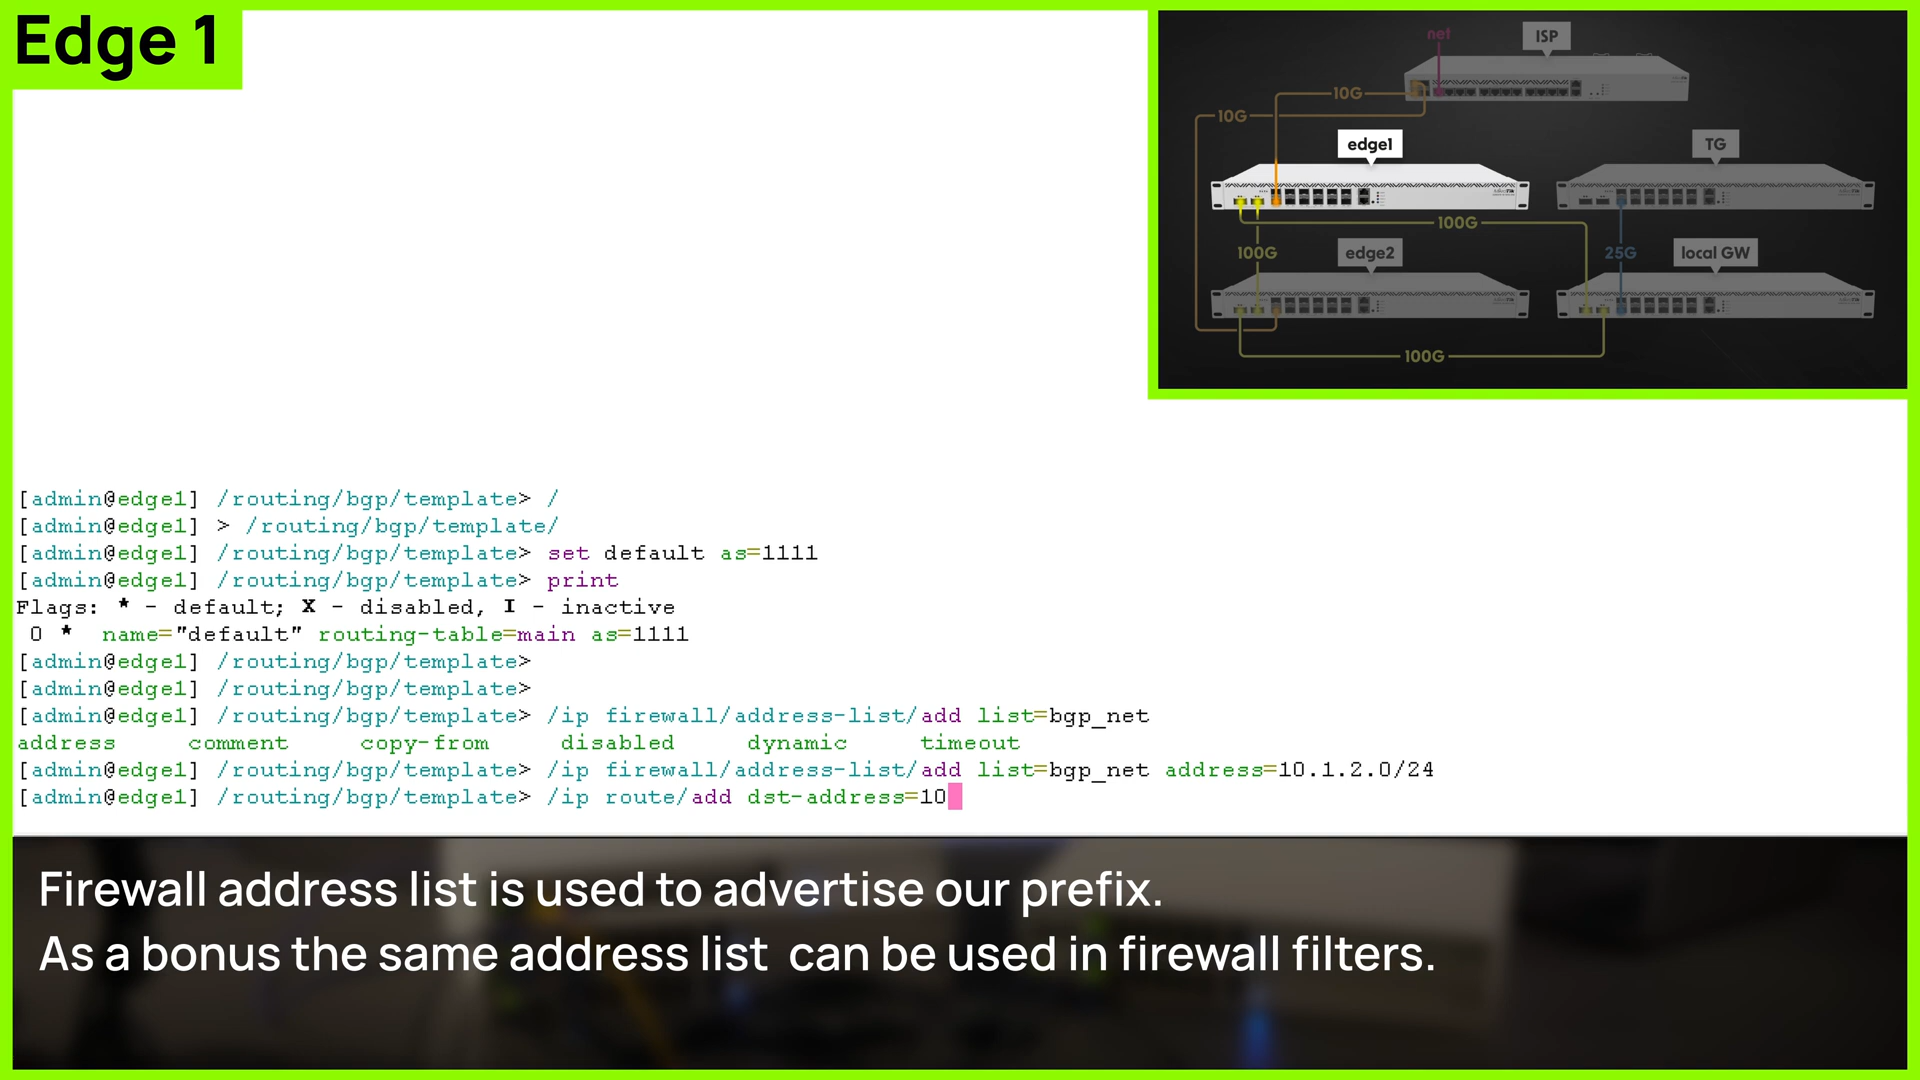 Edge 1
net
ISP
10G
10G
edge1
TG
100G
100G
edge2
25G
local GW
100G
[admin@edge1] /routing/bgp/template> /
[admin@edge1] > /routing/bgp/template/
[admin@edge1] /routing/bgp/template> set default as=1111
[admin@edge1] /routing/bgp/template> print
Flags: * - default; X - disabled, I - inactive
0 * name="default" routing-table=main as=1111
[admin@edge1] /routing/bgp/template>
[admin@edge1] /routing/bgp/template>
[admin@edge1] /routing/bgp/template> /ip firewall/address-list/add list=bgp_net
address comment copy-from disabled dynamic timeout
[admin@edge1] /routing/bgp/template> /ip firewall/address-list/add list=bgp_net address=10.1.2.0/24
[admin@edge1] /routing/bgp/template> /ip route/add dst-address=10
Firewall address list is used to advertise our prefix.
As a bonus the same address list can be used in firewall filters.